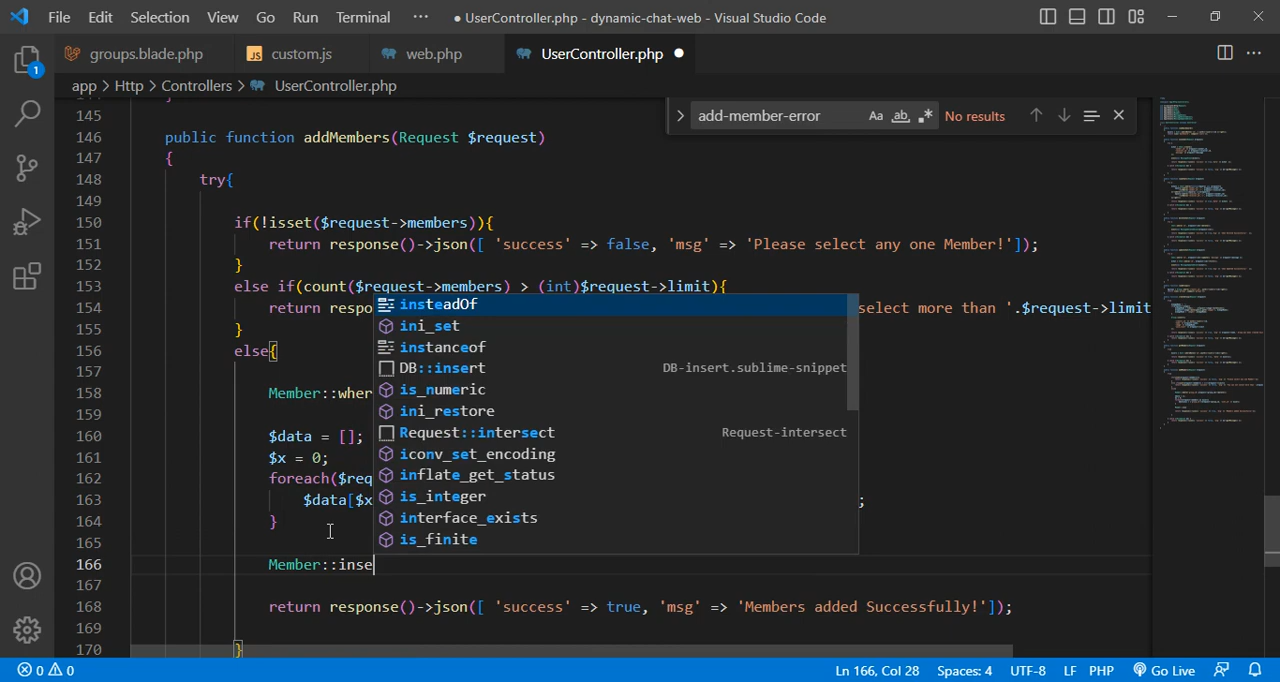 File Edit Selection View Go Run Terminal ··· ● UserController.php - dynamic-chat-web - Visual Studio Code
groups.blade.php JS custom.js web.php UserController.php ●
app > Http > Controllers > UserController.php
add-member-error Aa ab No results
1
145
146 public function addMembers(Request $request)
147 {
148 try{
149
150 if(!isset($request->members)){
151 return response()->json([ 'success' => false, 'msg' => 'Please select any one Member!']);
152 }
153 else if(count($request->members) > (int)$request->limit){
154 return respo select more than '.$request->limit
155 }
156 else{
157
158 Member::wher
159
160 $data = [];
161 $x = 0;
162 foreach($req
163 $data[$x ;
164 }
165
166 Member::inse
167
168 return response()->json([ 'success' => true, 'msg' => 'Members added Successfully!']);
169
170 }
insteadOf
ini_set
instanceof
DB::insert DB-insert.sublime-snippet
is_numeric
ini_restore
Request::intersect Request-intersect
iconv_set_encoding
inflate_get_status
is_integer
interface_exists
is_finite
0 0 Ln 166, Col 28 Spaces: 4 UTF-8 LF PHP Go Live